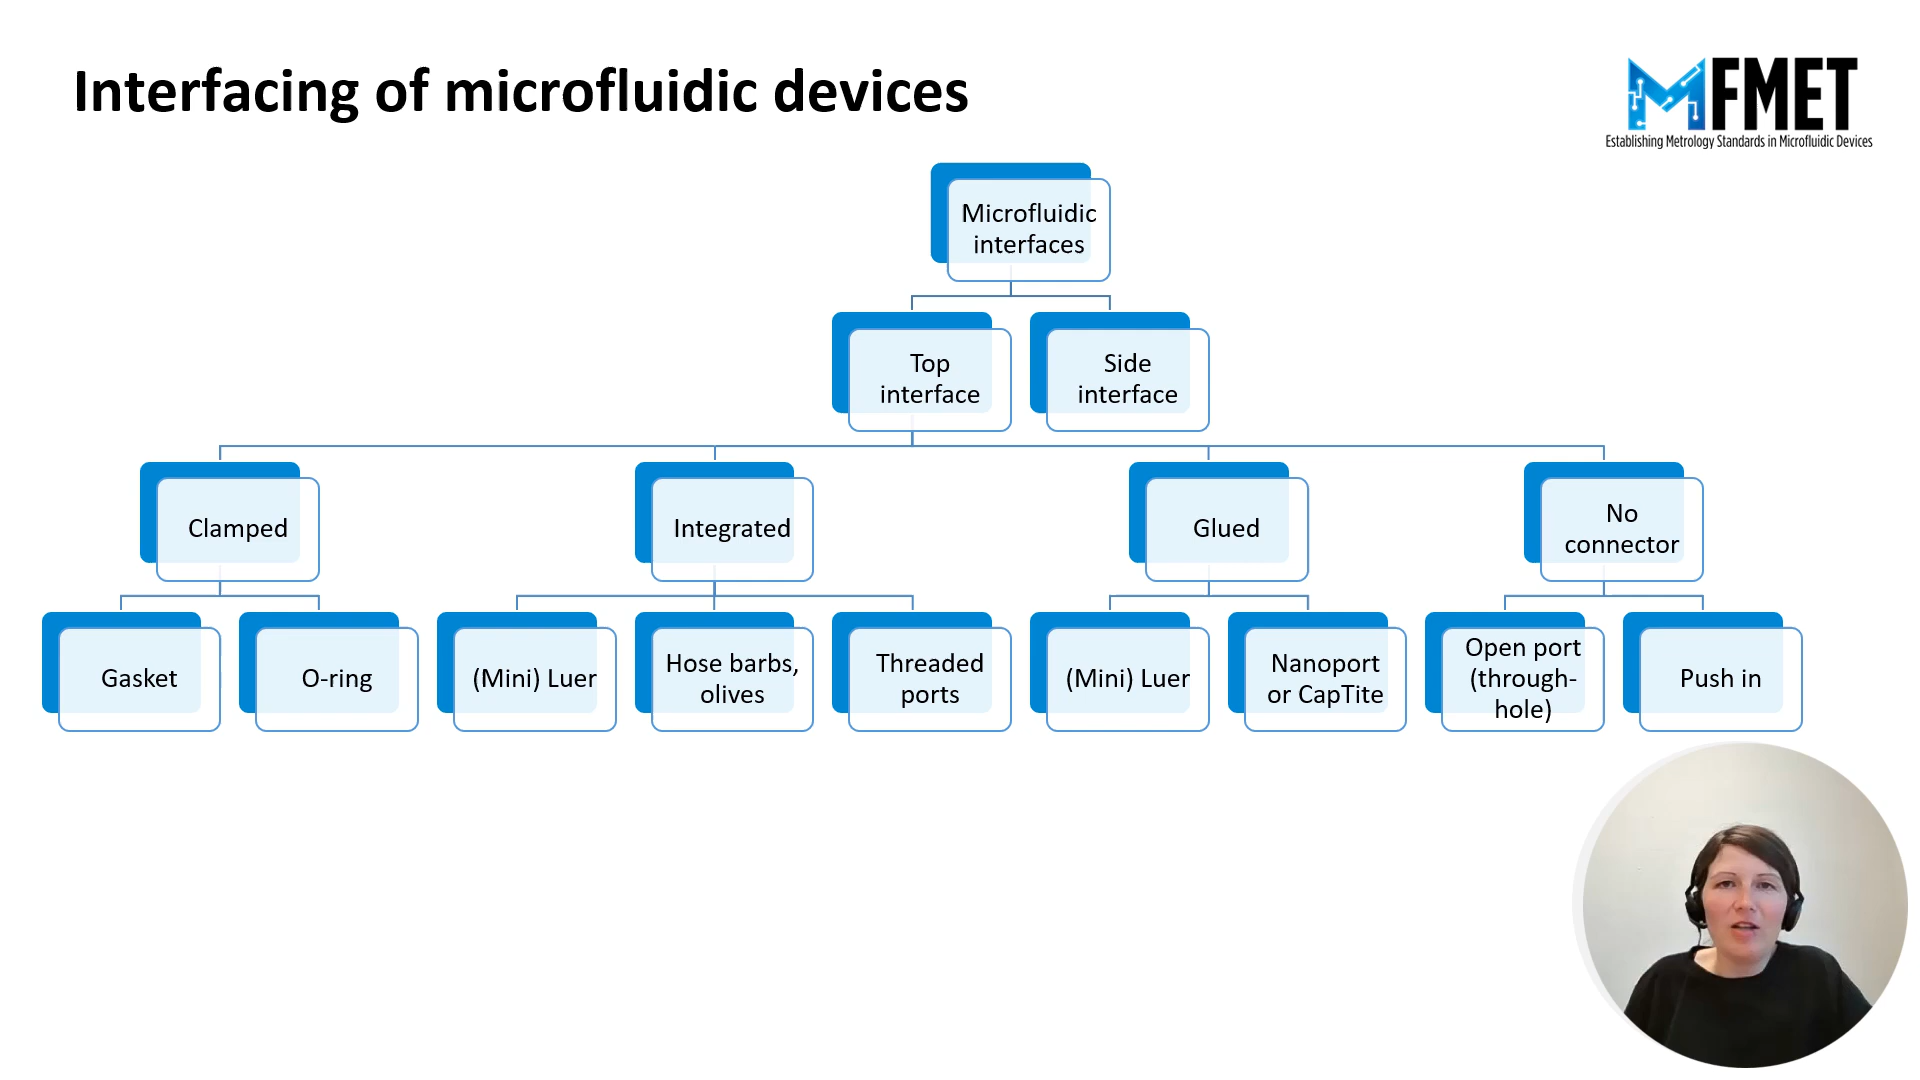 Interfacing of microfluidic devices
MFMET
Establishing Metrology Standards in Microfluidic Devices
Microfluidic
interfaces
Top
interface
Side
interface
Clamped
Integrated
Glued
No
connector
Gasket
O-ring
(Mini) Luer
Hose barbs,
olives
Threaded
ports
(Mini) Luer
Nanoport
or CapTite
Open port
(through-
hole)
Push in